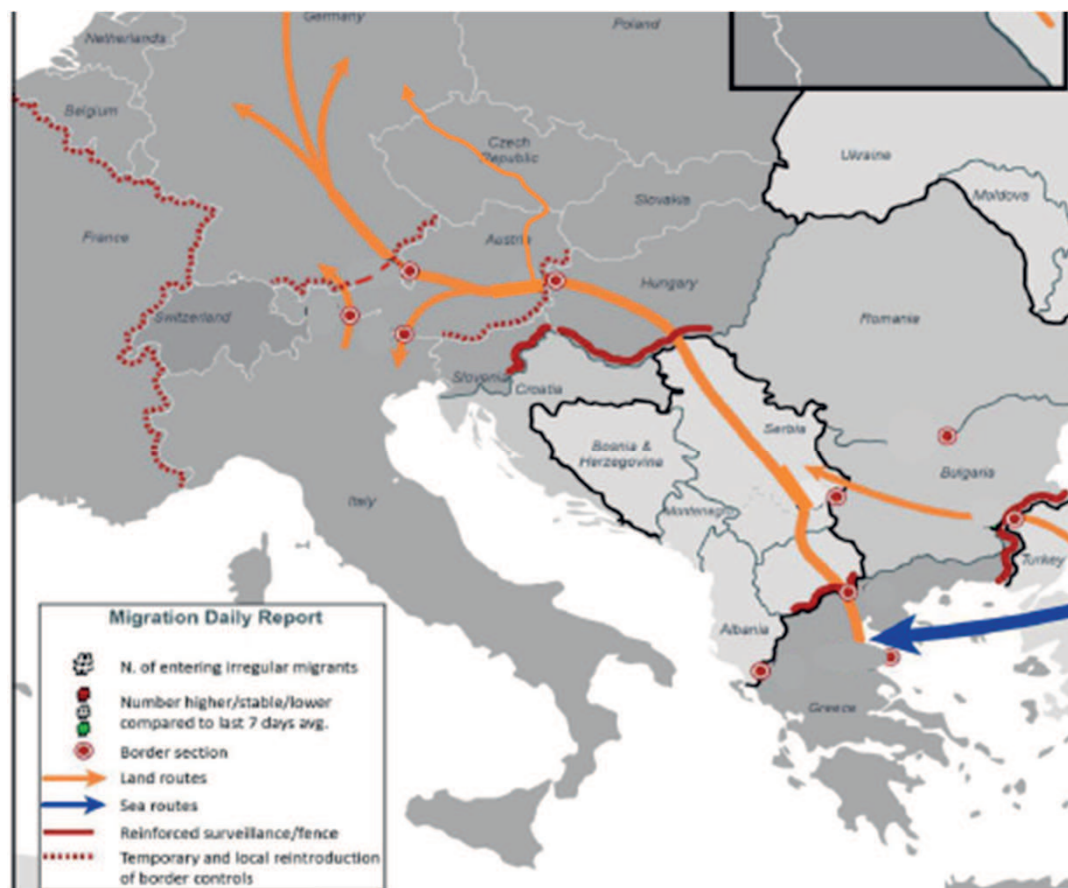 Germany
Poland
Netherlands
Belgium
Czech
Republic
Ukraine
Slovakia
Moldova
France
Austria
Hungary
Switzerland
Romania
Slovenia
Croatia
Serbia
Bosnia &
Herzegovina
Bulgaria
Italy
Turkey
Albania
Greece
Migration Daily Report
N. of entering irregular migrants
Number higher/stable/lower
compared to last 7 days avg.
Border section
Land routes
Sea routes
Reinforced surveillance/fence
Temporary and local reintroduction
of border controls